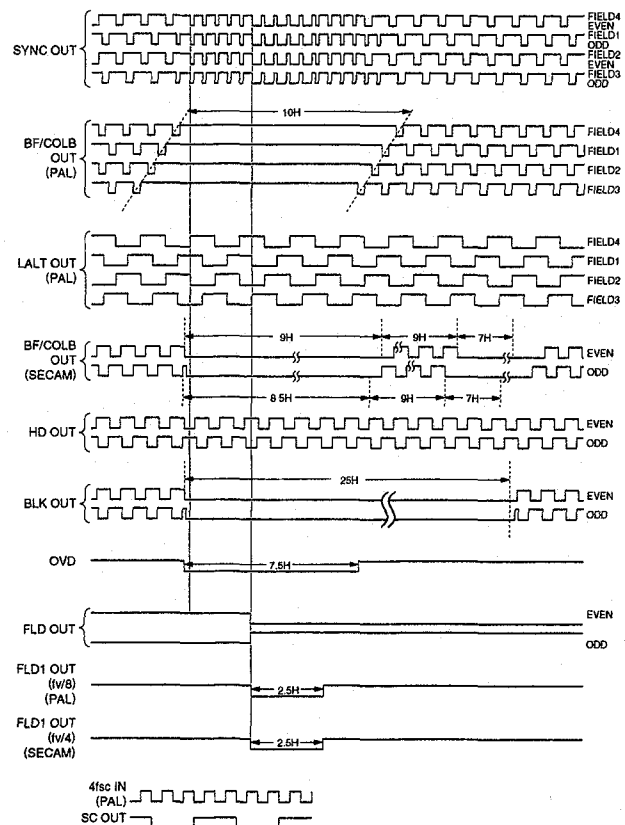 FIELD4
EVEN
SYNC OUT
FIELD1
ODD
FIELD2
EVEN
FIELD3
ODD
10H
BF/COLB
OUT
(PAL)
FIELD4
FIELD1
FIELD2
FIELD3
LALT OUT
(PAL)
FIELD4
FIELD1
FIELD2
FIELD3
9H 9H 7H
BF/COLB
OUT
(SECAM)
EVEN
ODD
8 5H 9H 7H
HD OUT
EVEN
ODD
25H
BLK OUT
EVEN
ODD
OVD
7.5H
FLD OUT
EVEN
ODD
FLD1 OUT
(fv/8)
(PAL)
2.5H
FLD1 OUT
(fv/4)
(SECAM)
2.5H
4fsc IN
(PAL)
SC OUT